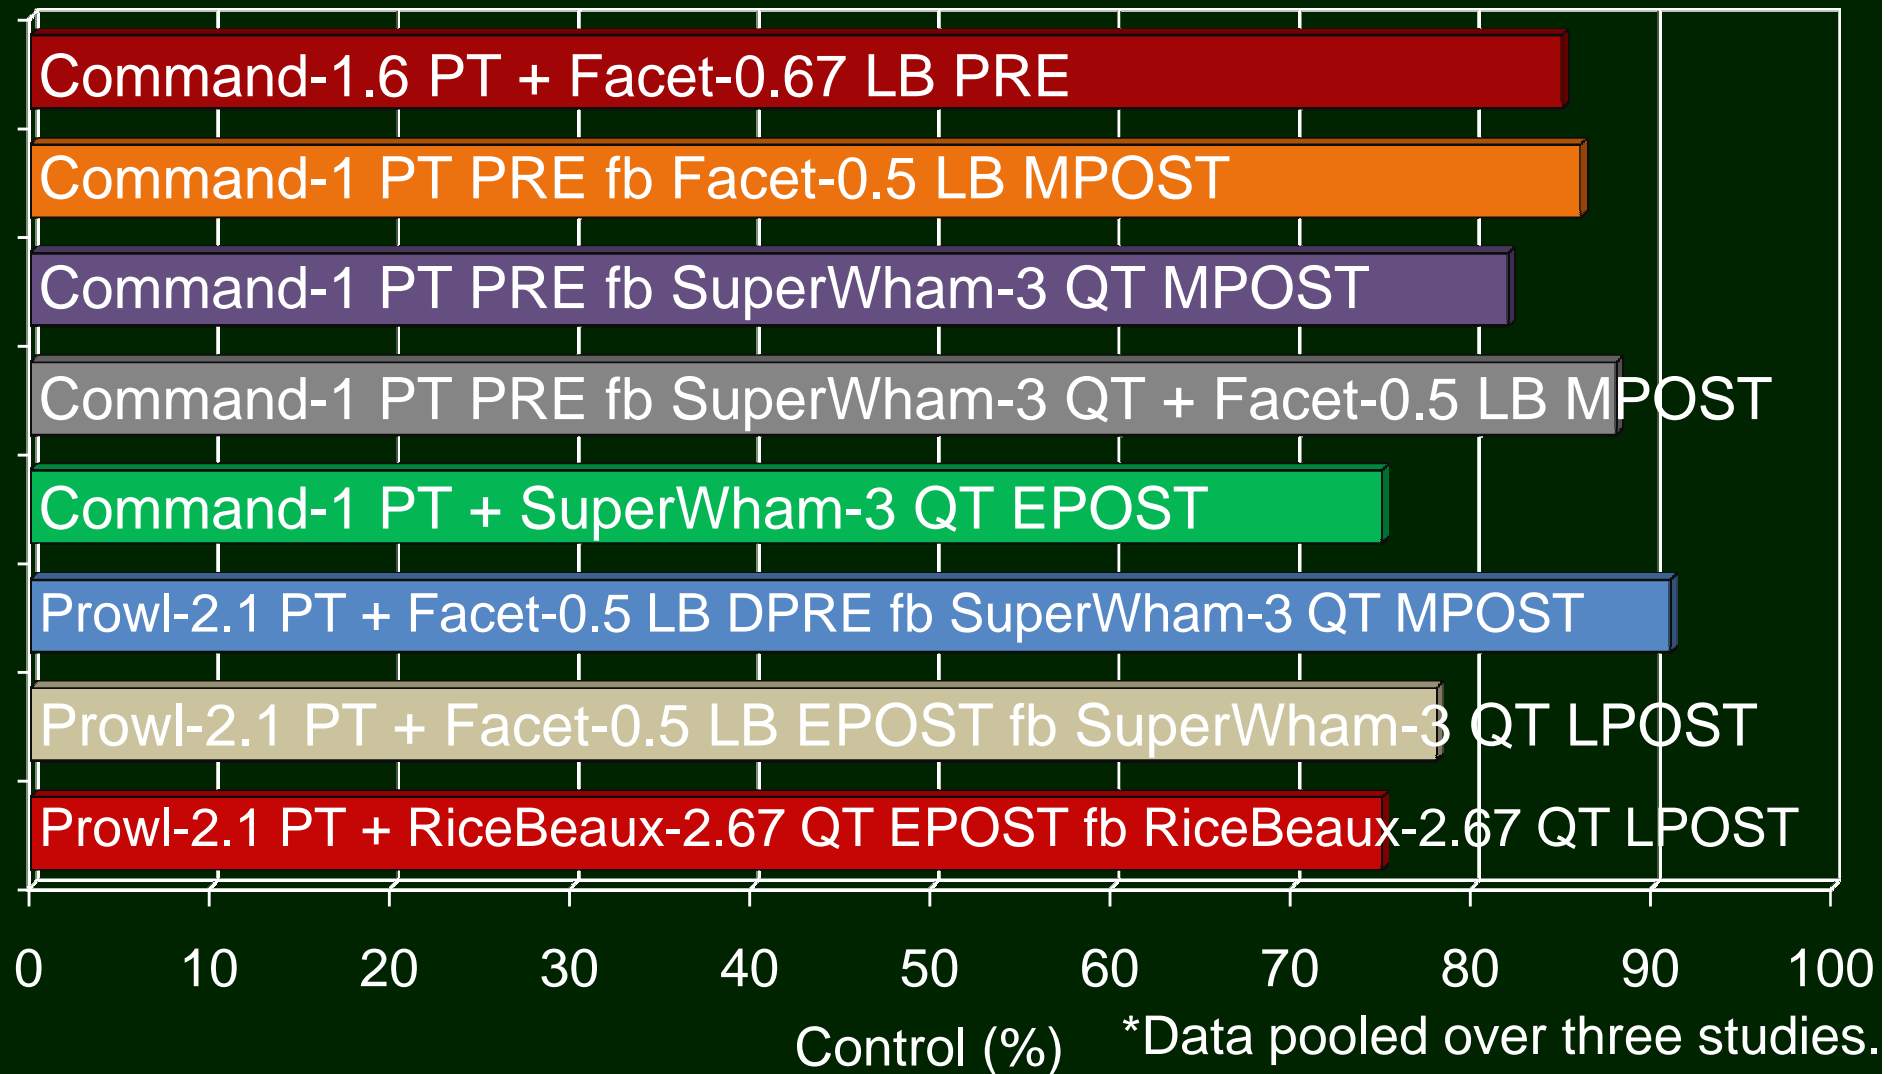 Command-1.6 PT + Facet-0.67 LB PRE
Command-1 PT PRE fb Facet-0.5 LB MPOST
Command-1 PT PRE fb SuperWham-3 QT MPOST
Command-1 PT PRE fb SuperWham-3 QT + Facet-0.5 LB MPOST
Command-1 PT + SuperWham-3 QT EPOST
Prowl-2.1 PT + Facet-0.5 LB DPRE fb SuperWham-3 QT MPOST
Prowl-2.1 PT + Facet-0.5 LB EPOST fb SuperWham-3 QT LPOST
Prowl-2.1 PT + RiceBeaux-2.67 QT EPOST fb RiceBeaux-2.67 QT LPOST
0 10 20 30 40 50 60 70 80 90 100
Control (%) *Data pooled over three studies.